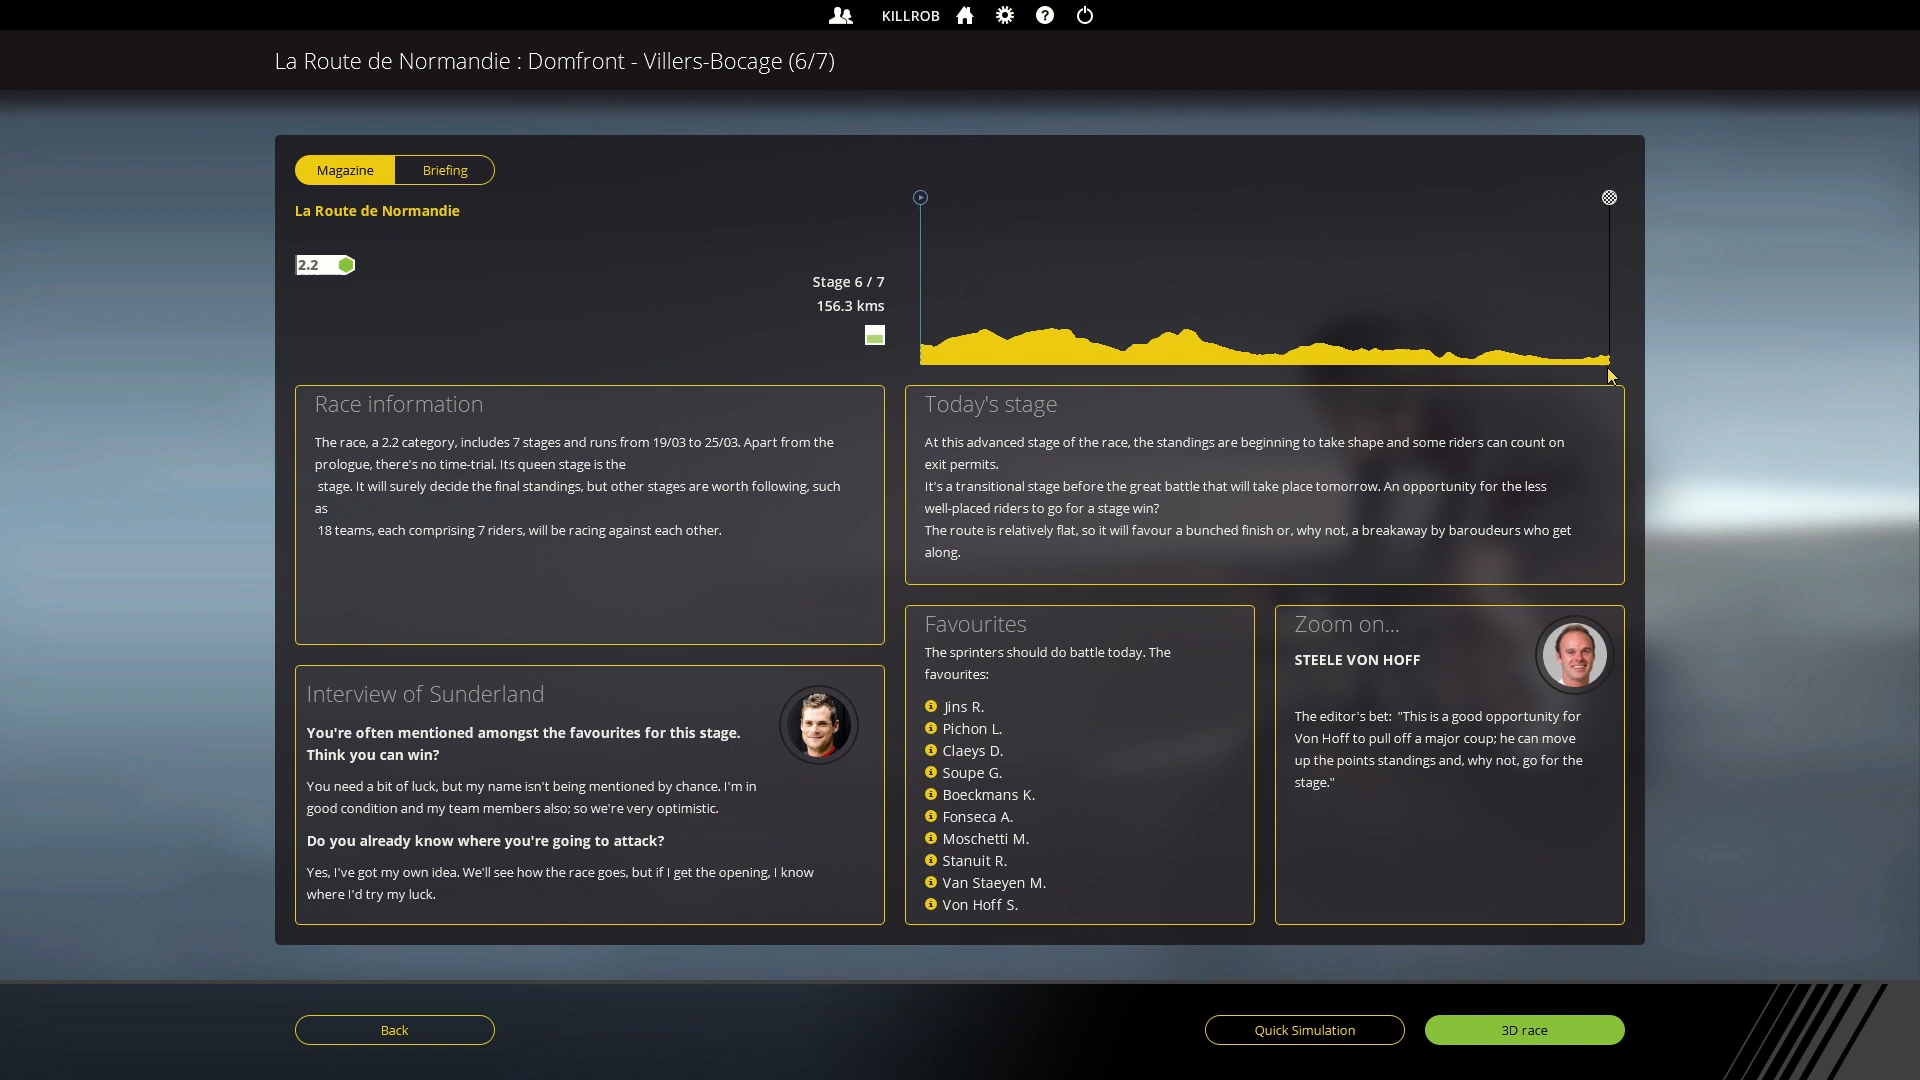 KILLROB
La Route de Normandie : Domfront - Villers-Bocage (6/7)
Magazine
Briefing
La Route de Normandie
2.2
Stage 6 / 7
156.3 kms
Race information
The race, a 2.2 category, includes 7 stages and runs from 19/03 to 25/03. Apart from the
prologue, there's no time-trial. Its queen stage is the
stage. It will surely decide the final standings, but other stages are worth following, such
as
18 teams, each comprising 7 riders, will be racing against each other.
Today's stage
At this advanced stage of the race, the standings are beginning to take shape and some riders can count on
exit permits.
It's a transitional stage before the great battle that will take place tomorrow. An opportunity for the less
well-placed riders to go for a stage win?
The route is relatively flat, so it will favour a bunched finish or, why not, a breakaway by baroudeurs who get
along.
Interview of Sunderland
You're often mentioned amongst the favourites for this stage.
Think you can win?
You need a bit of luck, but my name isn't being mentioned by chance. I'm in
good condition and my team members also; so we're very optimistic.
Do you already know where you're going to attack?
Yes, I've got my own idea. We'll see how the race goes, but if I get the opening, I know
where I'd try my luck.
Favourites
The sprinters should do battle today. The
favourites:
Jins R.
Pichon L.
Claeys D.
Soupe G.
Boeckmans K.
Fonseca A.
Moschetti M.
Stanuit R.
Van Staeyen M.
Von Hoff S.
Zoom on...
STEELE VON HOFF
The editor's bet: "This is a good opportunity for
Von Hoff to pull off a major coup; he can move
up the points standings and, why not, go for the
stage."
Back
Quick Simulation
3D race